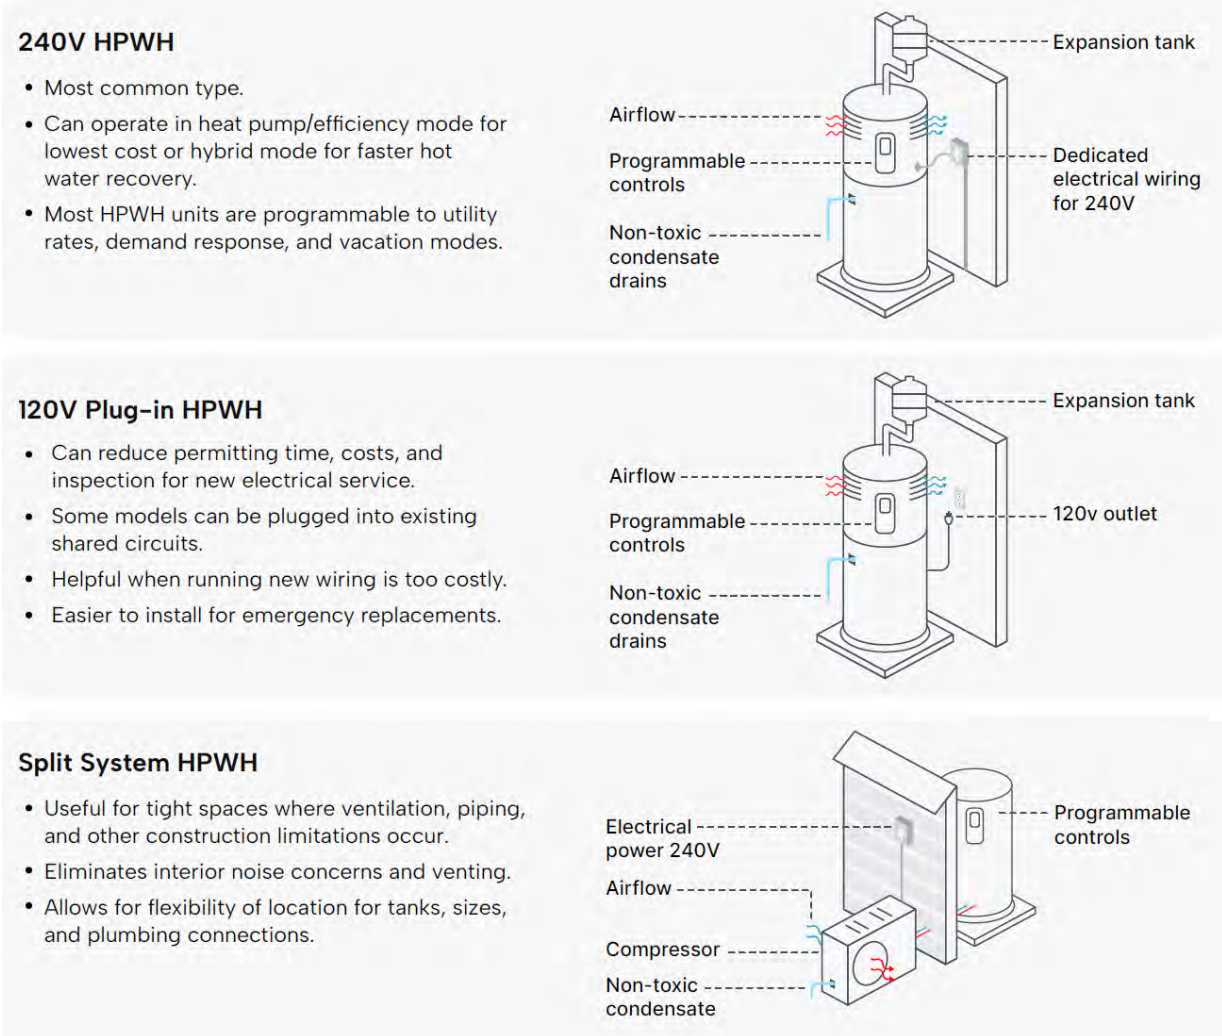 240V HPWH
• Most common type.
• Can operate in heat pump/efficiency mode for
lowest cost or hybrid mode for faster hot
water recovery.
• Most HPWH units are programmable to utility
rates, demand response, and vacation modes.
Expansion tank
Airflow
Programmable
controls
Dedicated
electrical wiring
for 240V
Non-toxic
condensate
drains
120V Plug-in HPWH
• Can reduce permitting time, costs, and
inspection for new electrical service.
• Some models can be plugged into existing
shared circuits.
• Helpful when running new wiring is too costly.
• Easier to install for emergency replacements.
Expansion tank
Airflow
Programmable
controls
120v outlet
Non-toxic
condensate
drains
Split System HPWH
• Useful for tight spaces where ventilation, piping,
and other construction limitations occur.
• Eliminates interior noise concerns and venting.
• Allows for flexibility of location for tanks, sizes,
and plumbing connections.
Programmable
controls
Electrical
power 240V
Airflow
Compressor
Non-toxic
condensate